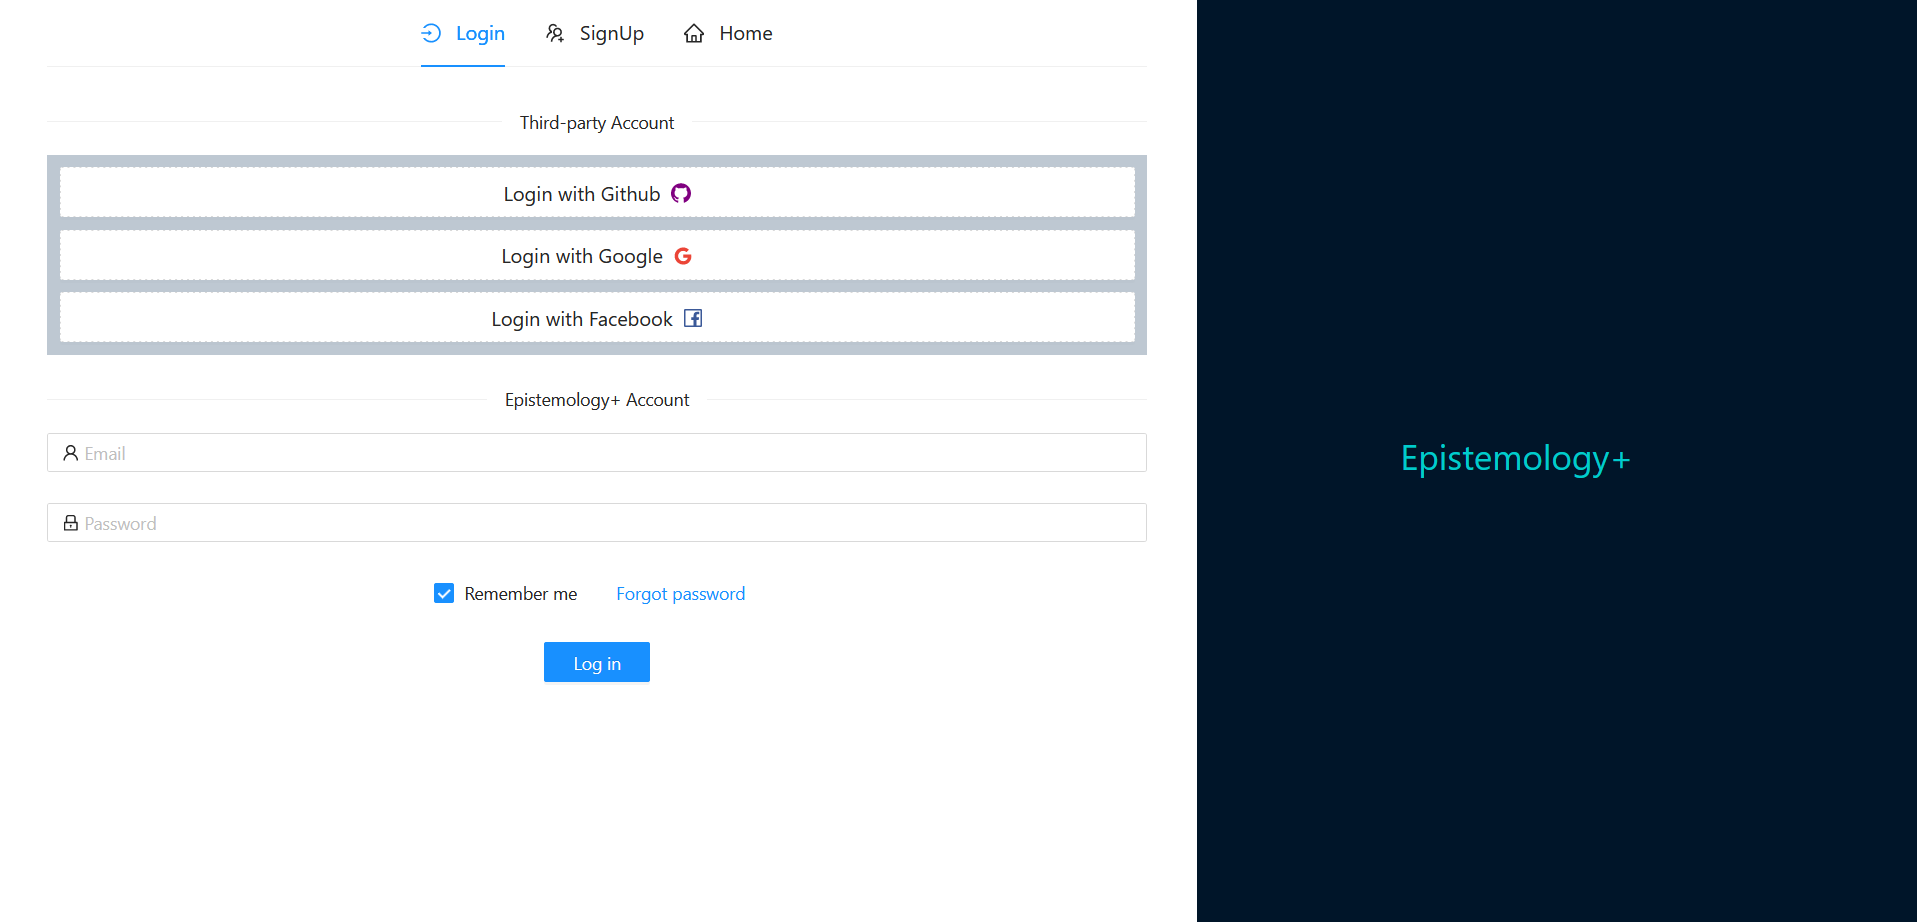 Login SignUp Home
Third-party Account
Login with Github
Login with Google
Login with Facebook
Epistemology+ Account
Email
Password
Remember me Forgot password
Log in
Epistemology+